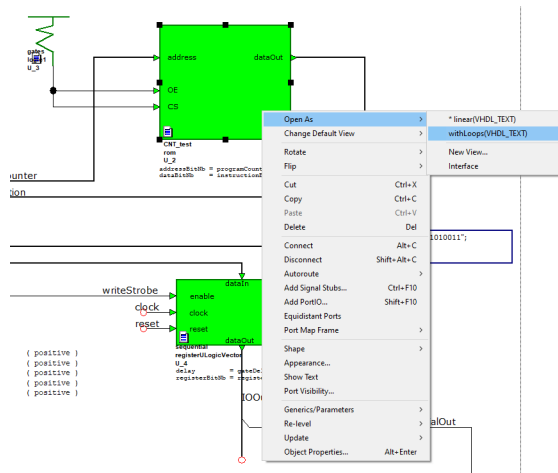 gates
U_3
address
dataOut
OE
CS
CNT_test
rom
U_2
addressBitNb = programCount
dataBitNb = instructionB
ounter
tion
Open As
Change Default View
Rotate
Flip
Cut Ctrl+X
Copy Ctrl+C
Paste Ctrl+V
Delete Del
Connect Alt+C
Disconnect Shift+Alt+C
Autoroute
Add Signal Stubs... Ctrl+F10
Add PortIO... Shift+F10
Equidistant Ports
Port Map Frame
Shape
Appearance...
Show Text
Port Visibility...
Generics/Parameters
Re-level
Update
Object Properties... Alt+Enter
* linear(VHDL_TEXT)
withLoops(VHDL_TEXT)
New View...
Interface
1010011";
writeStrobe
clock
reset
dataIn
enable
clock
reset
dataOut
sequential
registerULogicVector
U_4
delay = gateDel
registerBitNb = regist
( positive )
( positive )
( positive )
( positive )
( positive )
IOOu
alOut